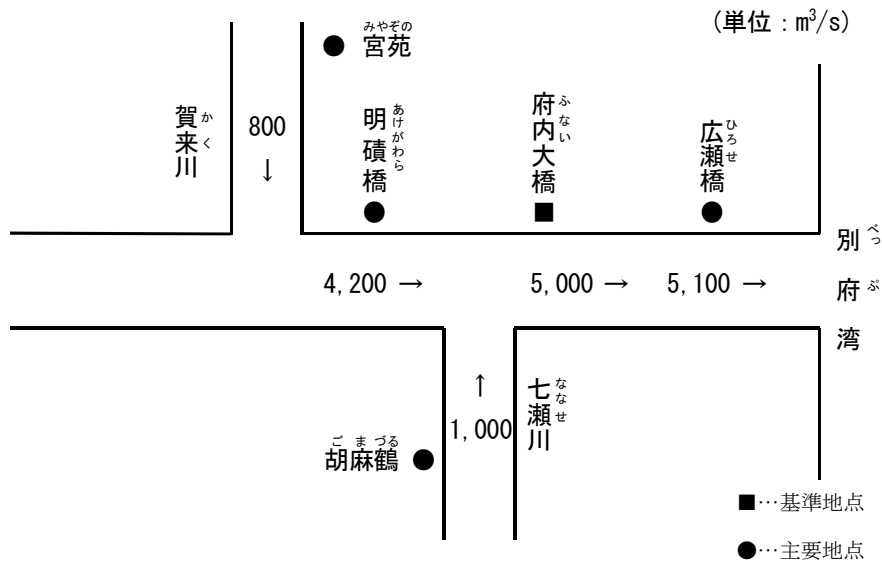 (単位：m³/s)
みやぞの
宮苑
賀来川
かく
800
↓
明磧橋
あけがわら
府内大橋
ふない
広瀬橋
ひろせ
4,200 →
5,000 →
5,100 →
別府湾
べっぷ
↑
1,000
七瀬川
ななせ
ごまづる
胡麻鶴
■…基準地点
●…主要地点